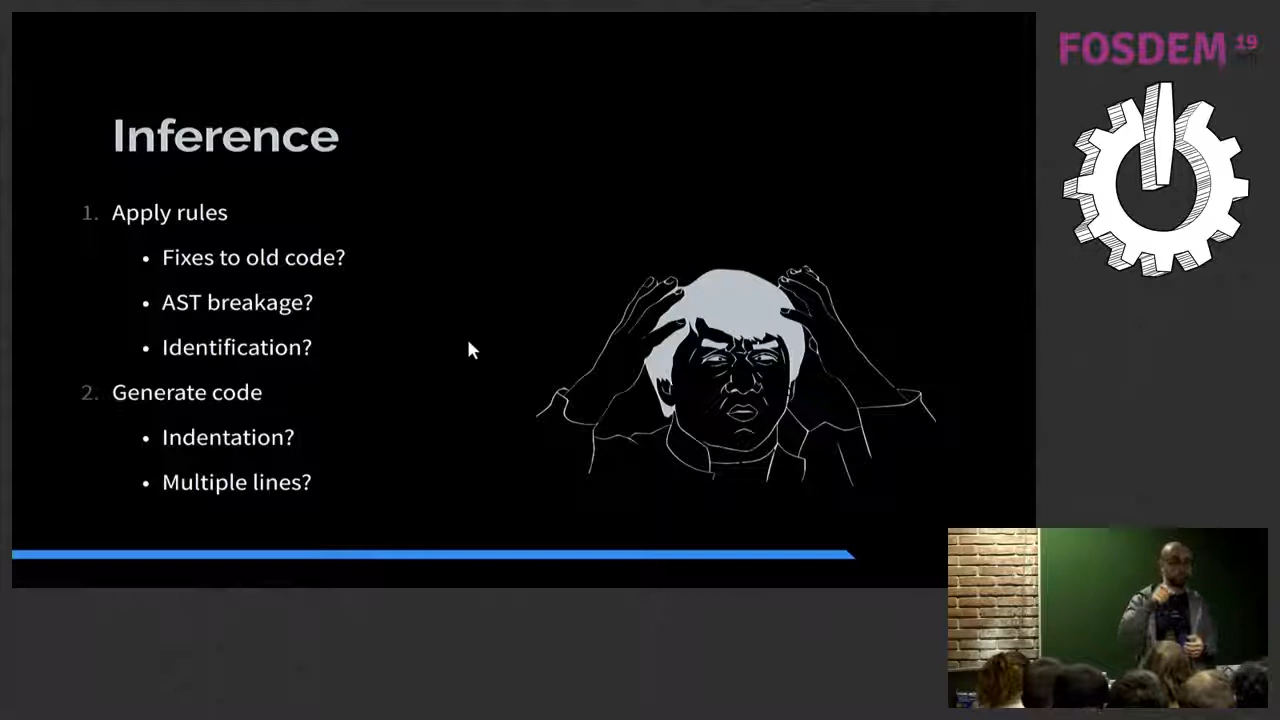 Inference
1. Apply rules
• Fixes to old code?
• AST breakage?
• Identification?
2. Generate code
• Indentation?
• Multiple lines?
FOSDEM 19